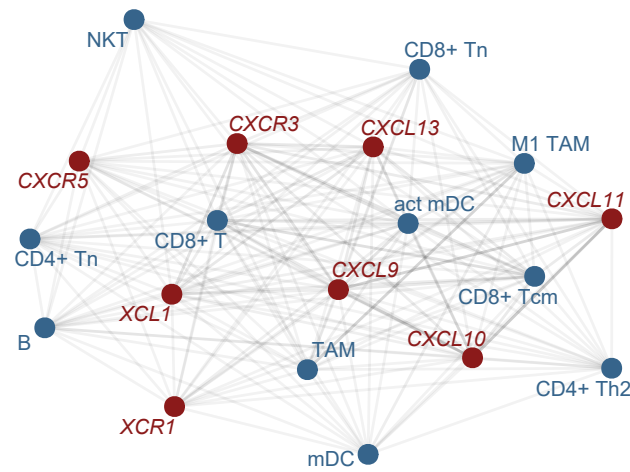 NKT
CD8+ Tn
CXCR3
CXCL13
M1 TAM
CXCR5
act mDC
CXCL11
CD4+ Tn
CD8+ T
CXCL9
CD8+ Tcm
XCL1
B
TAM
CXCL10
CD4+ Th2
XCR1
mDC